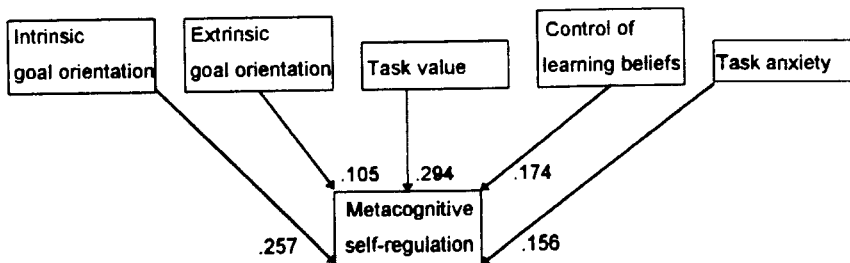 Intrinsic
goal orientation
Extrinsic
goal orientation
Task value
Control of
learning beliefs
Task anxiety
.105
.294
.174
Metacognitive
self-regulation
.257
.156